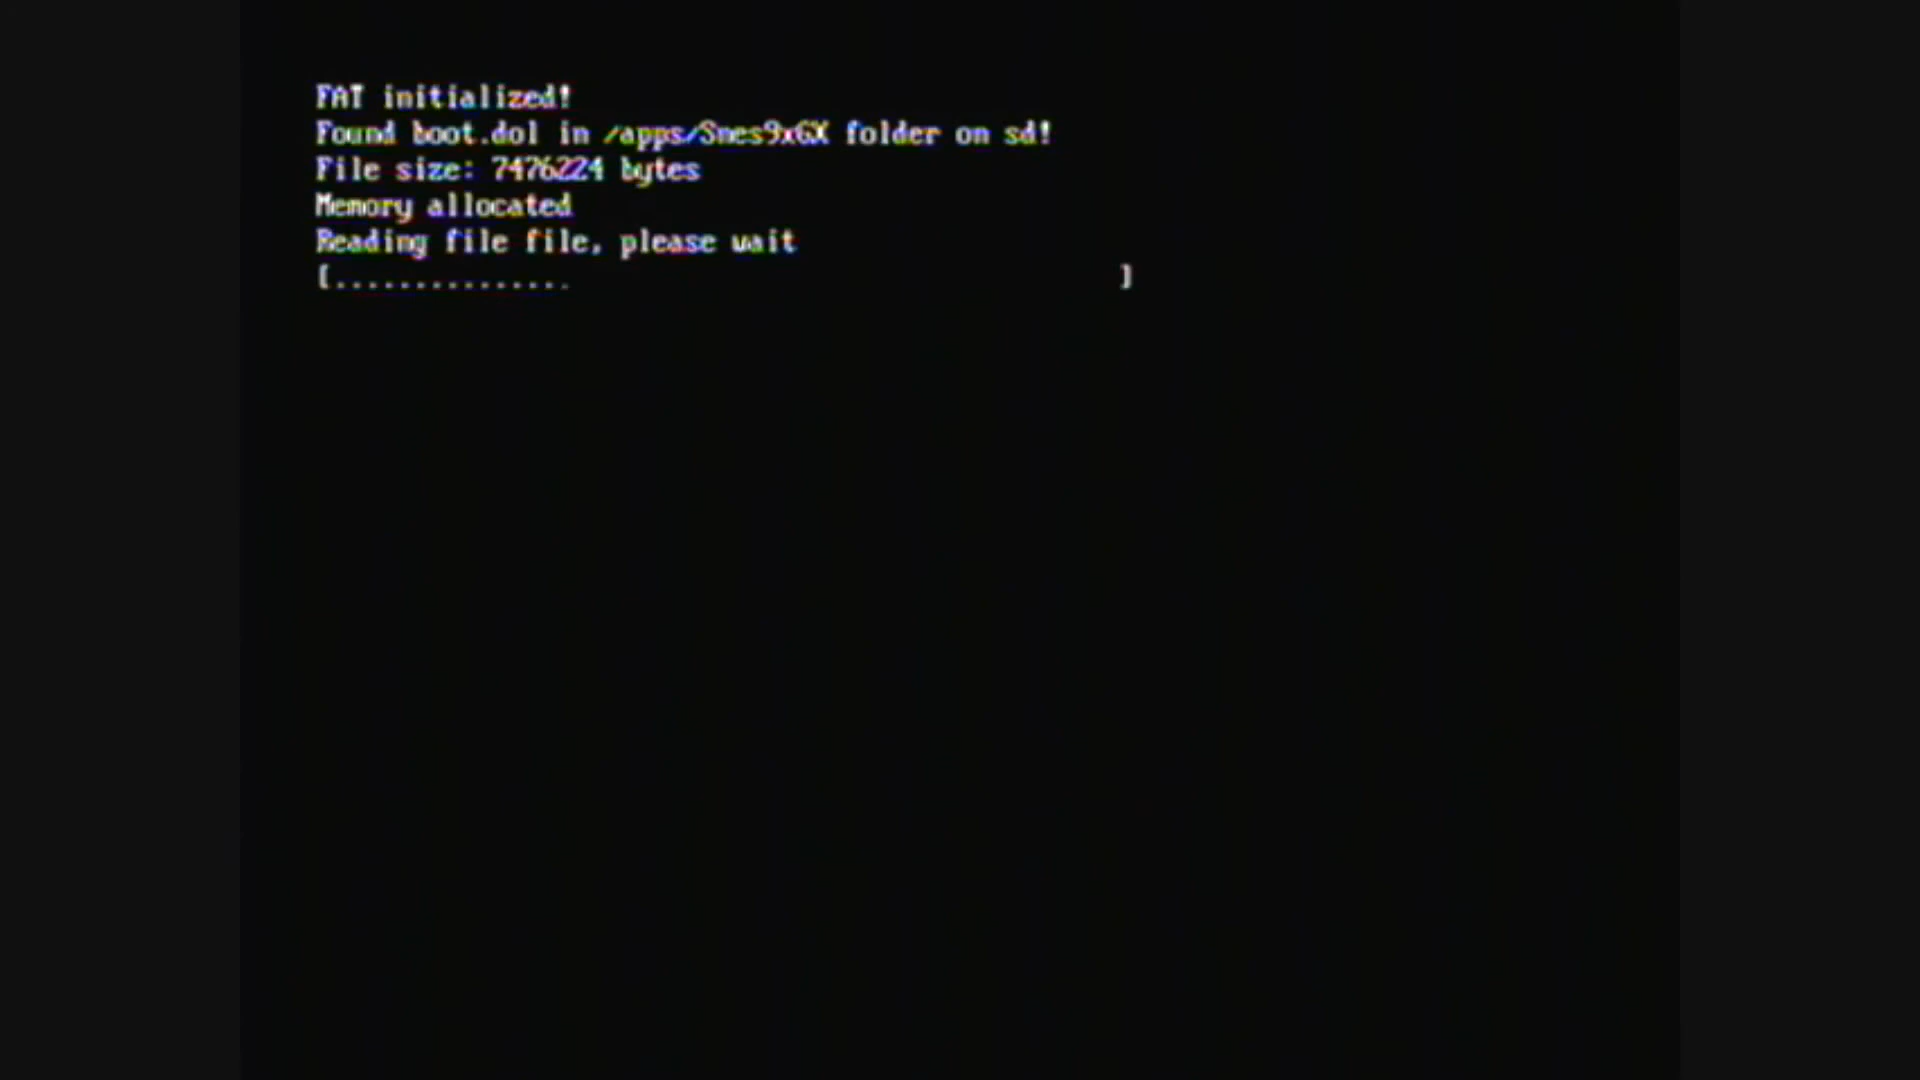 FAT initialized!
Found boot.dol in /apps/Snes9xGX folder on sd!
File size: 7476224 bytes
Memory allocated
Reading file file, please wait
[............... ]